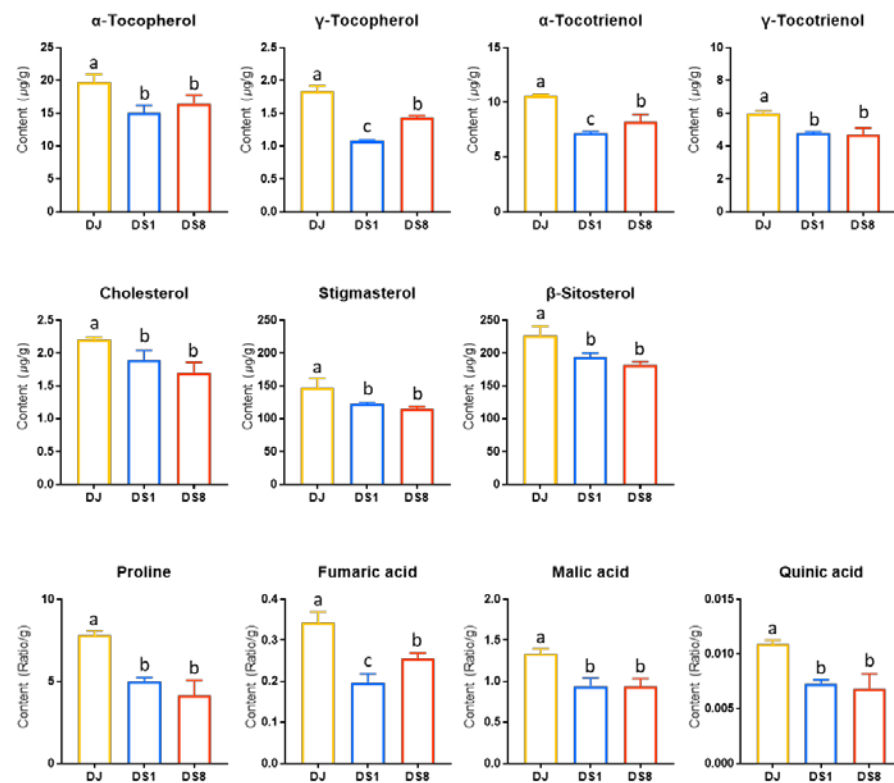 α-Tocopherol
Content (µg/g)
25
20
15
10
5
0
a
b
b
DJ DS1 DS8
γ-Tocopherol
Content (µg/g)
2.5
2.0
1.5
1.0
0.5
0.0
a
c
b
DJ DS1 DS8
α-Tocotrienol
Content (µg/g)
15
10
5
0
a
c
b
DJ DS1 DS8
γ-Tocotrienol
Content (µg/g)
10
8
6
4
2
0
a
b
b
DJ DS1 DS8
Cholesterol
Content (µg/g)
2.5
2.0
1.5
1.0
0.5
0.0
a
b
b
DJ DS1 DS8
Stigmasterol
Content (µg/g)
250
200
150
100
50
0
a
b
b
DJ DS1 DS8
β-Sitosterol
Content (µg/g)
250
200
150
100
50
0
a
b
b
DJ DS1 DS8
Proline
Content (Ratio/g)
10
5
0
a
b
b
DJ DS1 DS8
Fumaric acid
Content (Ratio/g)
0.4
0.3
0.2
0.1
0.0
a
c
b
DJ DS1 DS8
Malic acid
Content (Ratio/g)
2.0
1.5
1.0
0.5
0.0
a
b
b
DJ DS1 DS8
Quinic acid
Content (Ratio/g)
0.015
0.010
0.005
0.000
a
b
b
DJ DS1 DS8